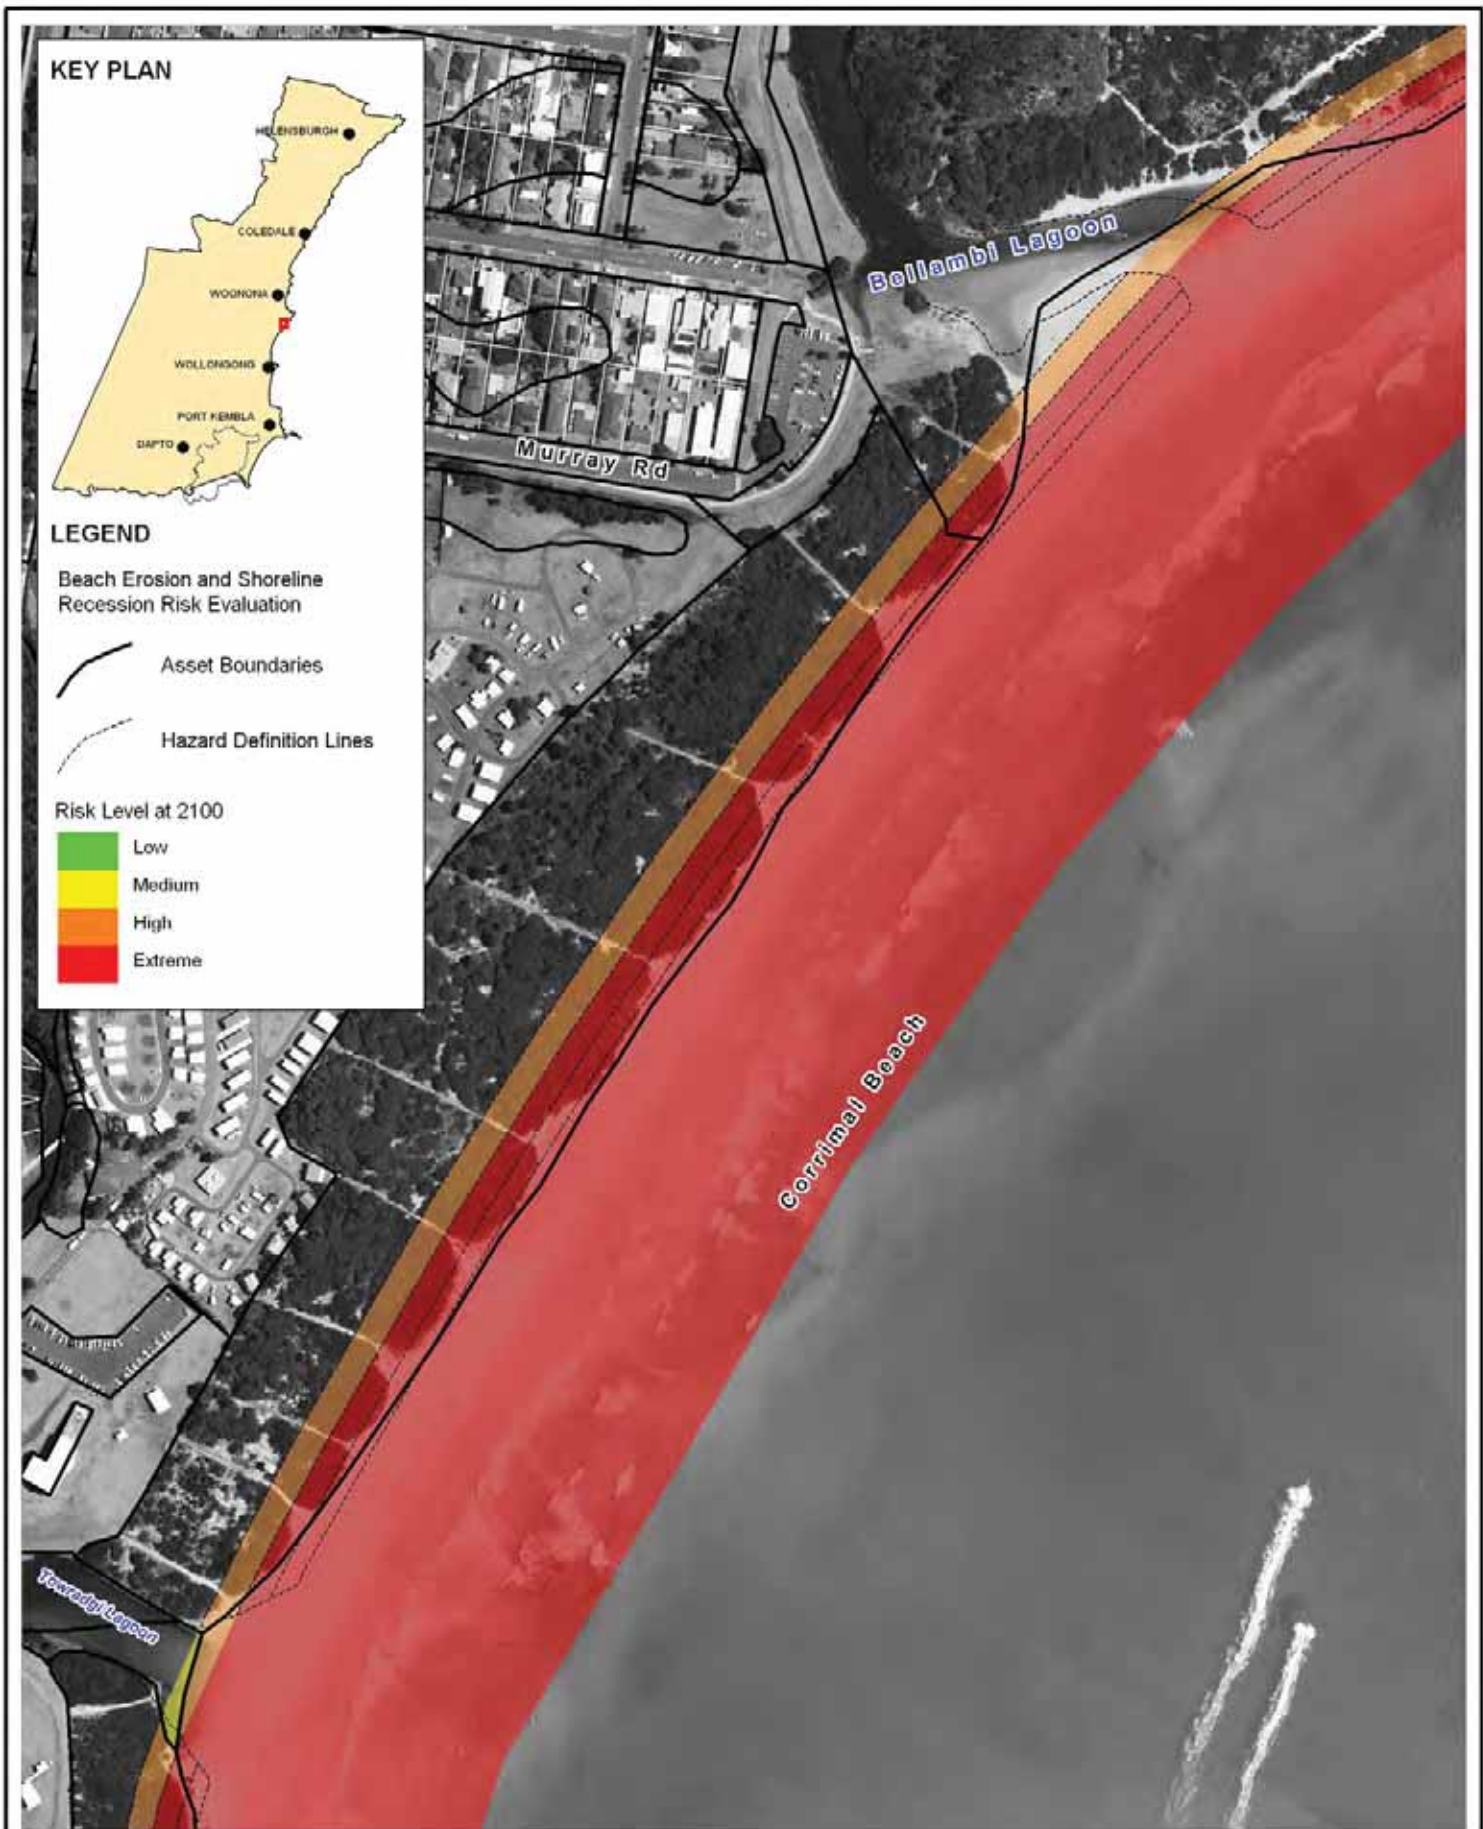 KEY PLAN
HELENSBURGH
COLEDALE
WOONONA
WOLLONGONG
PORT KEMBLA
DAPTO
LEGEND
Beach Erosion and Shoreline
Recession Risk Evaluation
Asset Boundaries
Hazard Definition Lines
Risk Level at 2100
Low
Medium
High
Extreme
Bellambi Lagoon
Murray Rd
Corrimal Beach
Towradgi Lagoon